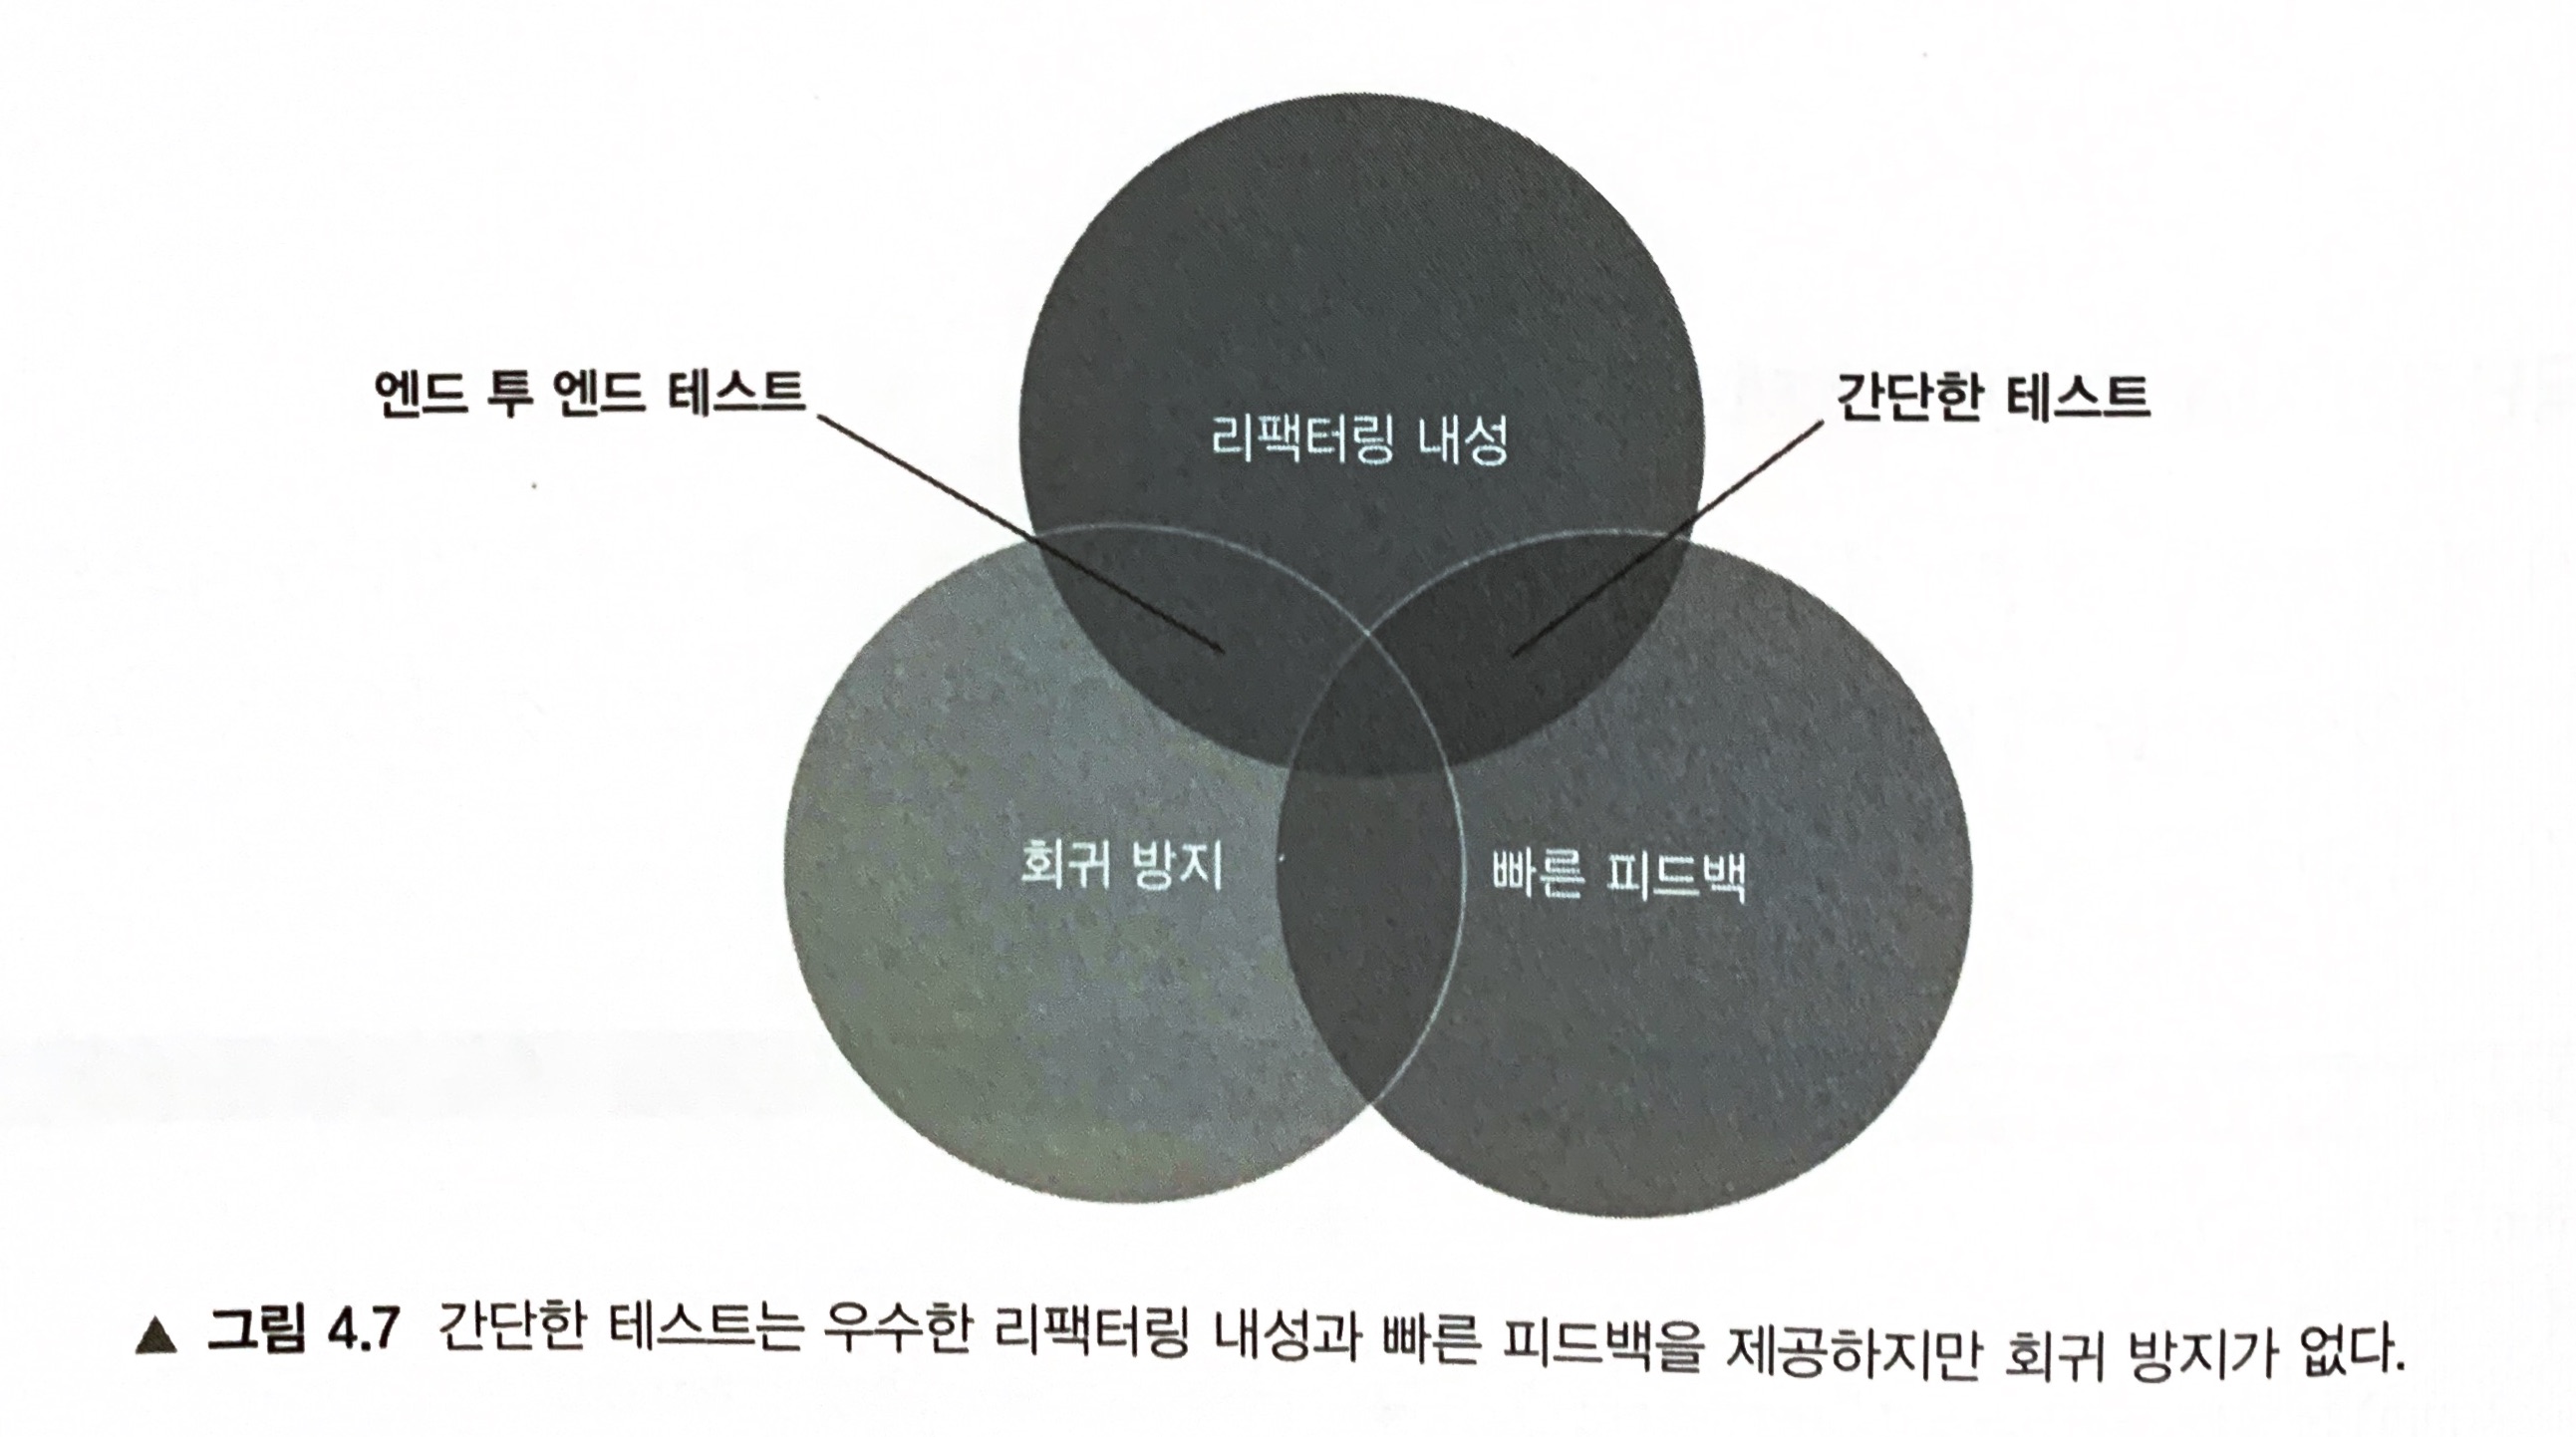 엔드 투 엔드 테스트
간단한 테스트
리팩터링 내성
회귀 방지
빠른 피드백
▲ 그림 4.7 간단한 테스트는 우수한 리팩터링 내성과 빠른 피드백을 제공하지만 회귀 방지가 없다.